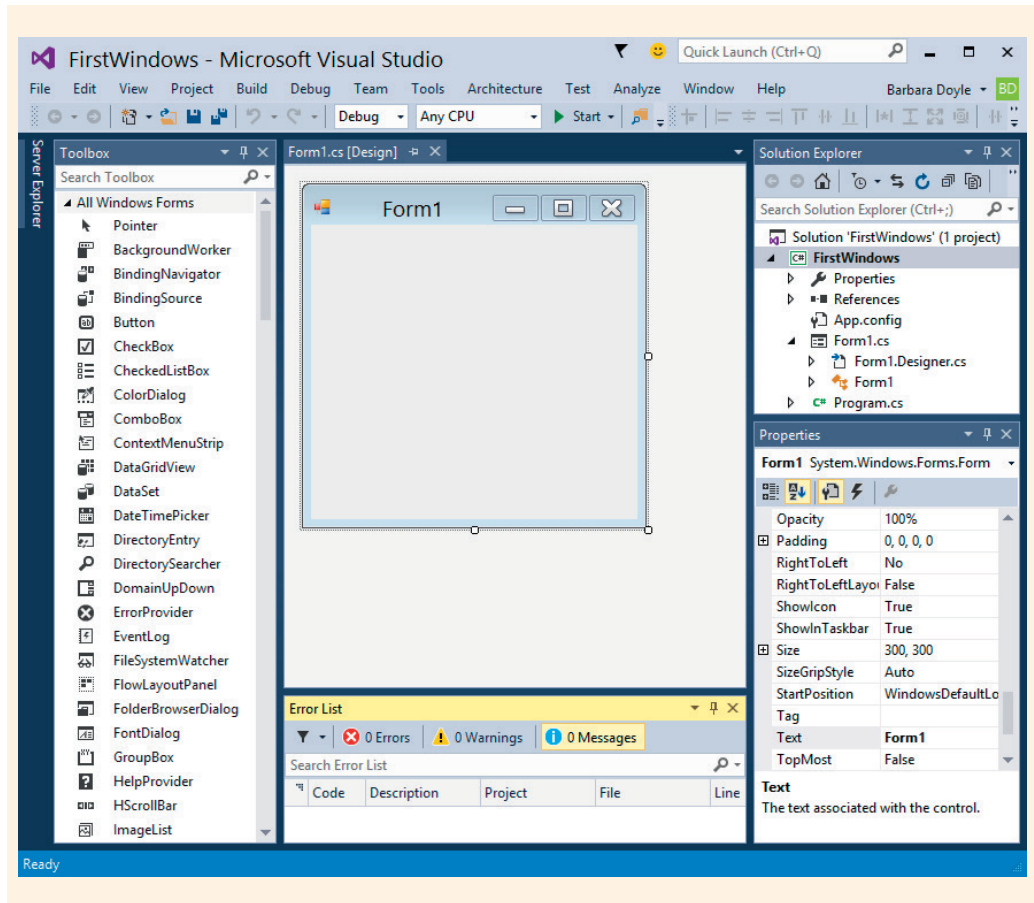 FirstWindows - Microsoft Visual Studio
Quick Launch (Ctrl+Q)
File Edit View Project Build Debug Team Tools Architecture Test Analyze Window Help Barbara Doyle BD
Debug Any CPU Start
Server Explorer
Toolbox
Search Toolbox
All Windows Forms
Pointer
BackgroundWorker
BindingNavigator
BindingSource
Button
CheckBox
CheckedListBox
ColorDialog
ComboBox
ContextMenuStrip
DataGridView
DataSet
DateTimePicker
DirectoryEntry
DirectorySearcher
DomainUpDown
ErrorProvider
EventLog
FileSystemWatcher
FlowLayoutPanel
FolderBrowserDialog
FontDialog
GroupBox
HelpProvider
HScrollBar
ImageList
Form1.cs [Design]
Form1
Error List
0 Errors 0 Warnings 0 Messages
Search Error List
Code Description Project File Line
Solution Explorer
Search Solution Explorer (Ctrl+;)
Solution 'FirstWindows' (1 project)
C# FirstWindows
Properties
References
App.config
Form1.cs
Form1.Designer.cs
Form1
C# Program.cs
Properties
Form1 System.Windows.Forms.Form
Opacity 100%
Padding 0, 0, 0, 0
RightToLeft No
RightToLeftLayou False
ShowIcon True
ShowInTaskbar True
Size 300, 300
SizeGripStyle Auto
StartPosition WindowsDefaultLo
Tag
Text Form1
TopMost False
Text
The text associated with the control.
Ready